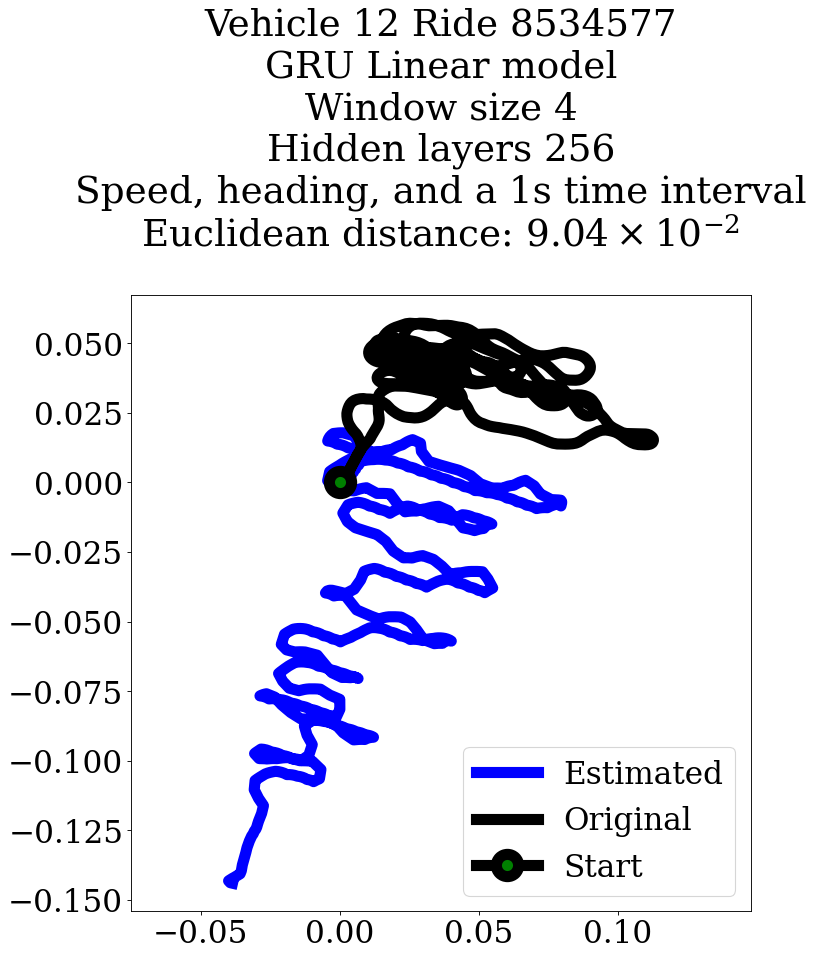 Vehicle 12 Ride 8534577
GRU Linear model
Window size 4
Hidden layers 256
Speed, heading, and a 1s time interval
Euclidean distance: 9.04 × 10⁻²
0.050
0.025
0.000
−0.025
−0.050
−0.075
−0.100
−0.125
−0.150
Estimated
Original
Start
−0.05 0.00 0.05 0.10